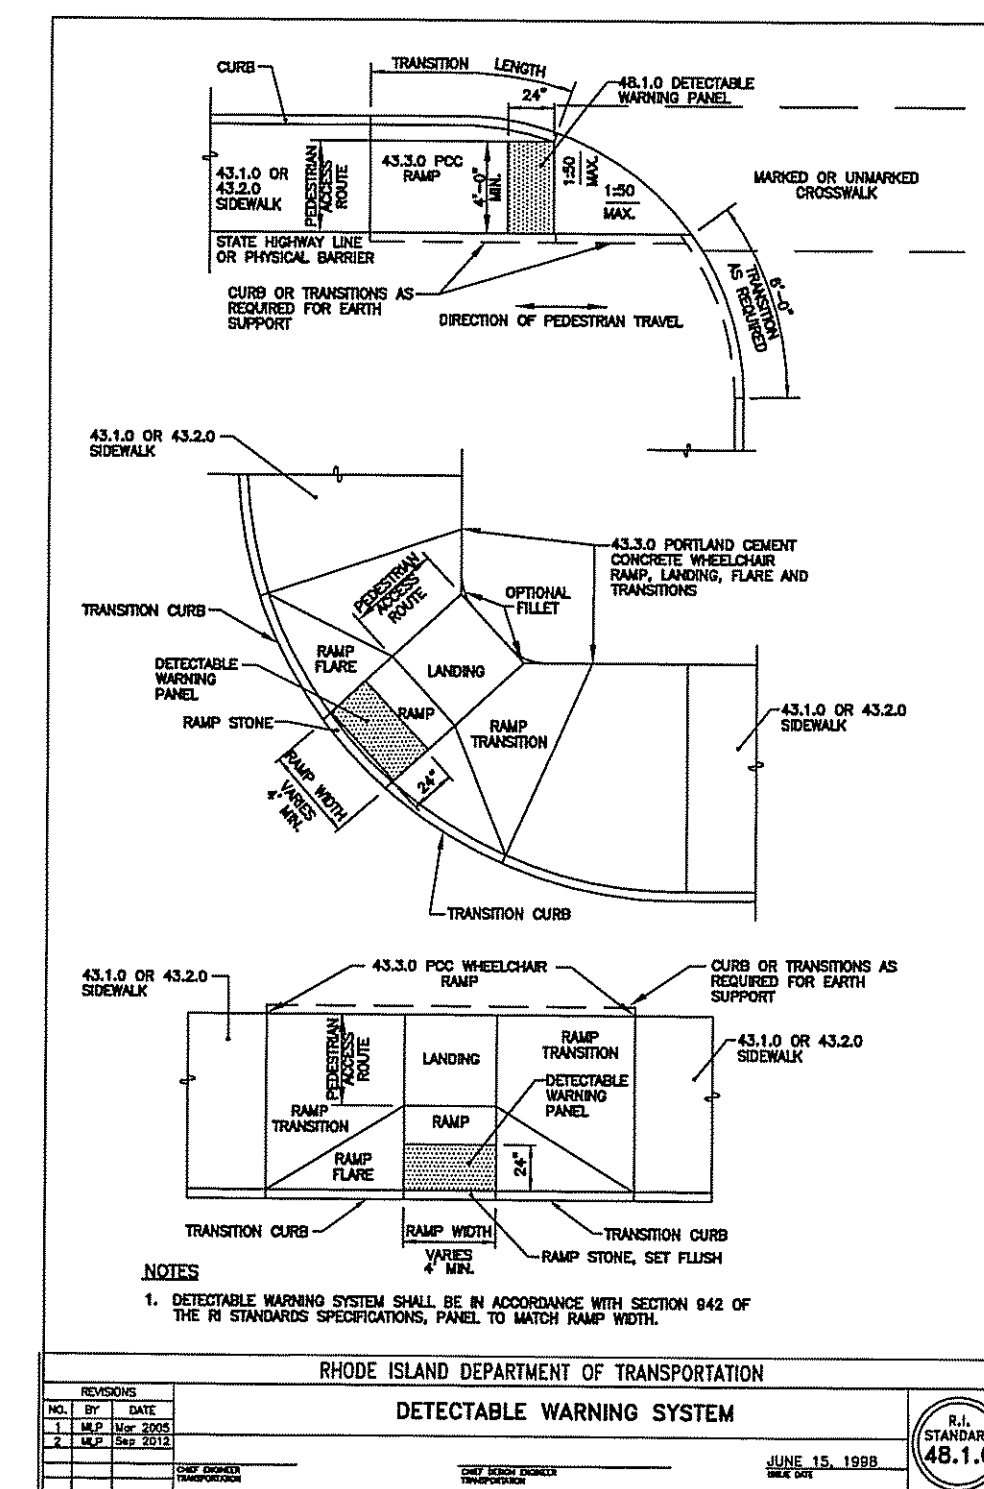 CURB
TRANSITION LENGTH
24"
48.1.0 DETECTABLE
WARNING PANEL
43.1.0 OR
43.2.0
SIDEWALK
PEDESTRIAN
ACCESS
ROUTE
43.3.0 PCC
RAMP
4'-0"
MIN.
1:50
MAX.
1:50
MAX.
MARKED OR UNMARKED
CROSSWALK
STATE HIGHWAY LINE
OR PHYSICAL BARRIER
CURB OR TRANSITIONS AS
REQUIRED FOR EARTH
SUPPORT
DIRECTION OF PEDESTRIAN TRAVEL
6'-0"
TRANSITION
AS REQUIRED
43.1.0 OR 43.2.0
SIDEWALK
43.3.0 PORTLAND CEMENT
CONCRETE WHEELCHAIR
RAMP, LANDING, FLARE AND
TRANSITIONS
PEDESTRIAN
ACCESS
ROUTE
OPTIONAL
FILLET
TRANSITION CURB
RAMP
FLARE
LANDING
DETECTABLE
WARNING
PANEL
RAMP
RAMP STONE
RAMP
TRANSITION
43.1.0 OR 43.2.0
SIDEWALK
RAMP WIDTH
VARIES
4' MIN.
24"
TRANSITION CURB
43.1.0 OR 43.2.0
SIDEWALK
43.3.0 PCC WHEELCHAIR
RAMP
CURB OR TRANSITIONS AS
REQUIRED FOR EARTH
SUPPORT
PEDESTRIAN
ACCESS
ROUTE
LANDING
RAMP
TRANSITION
43.1.0 OR 43.2.0
SIDEWALK
DETECTABLE
WARNING
PANEL
RAMP
TRANSITION
RAMP
RAMP
FLARE
24"
TRANSITION CURB
RAMP WIDTH
VARIES
4' MIN.
TRANSITION CURB
RAMP STONE, SET FLUSH
NOTES
1. DETECTABLE WARNING SYSTEM SHALL BE IN ACCORDANCE WITH SECTION 942 OF
THE RI STANDARDS SPECIFICATIONS, PANEL TO MATCH RAMP WIDTH.
RHODE ISLAND DEPARTMENT OF TRANSPORTATION
REVISIONS
NO. BY DATE
1 MLP Mar 2005
2 MLP Sep 2012
DETECTABLE WARNING SYSTEM
CHIEF ENGINEER
TRANSPORTATION
CHIEF DESIGN ENGINEER
TRANSPORTATION
JUNE 15, 1998
ISSUE DATE
R.I.
STANDAR
48.1.0